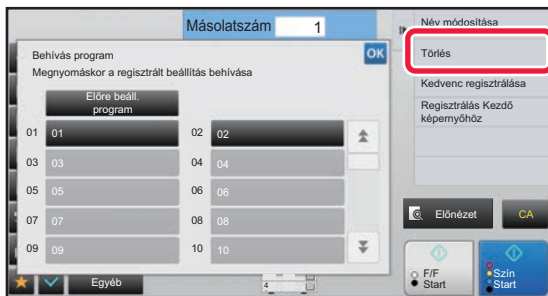 Másolatszám 1
Név módosítása
Behívás program
OK
Törlés
Megnyomáskor a regisztrált beállítás behívása
Kedvenc regisztrálása
Előre beáll.
program
Regisztrálás Kezdő
képernyőhöz
01 01 02 02
03 03 04 04
05 05 06 06
07 07 08 08
Előnézet CA
09 09 10 10
F/F
Start
Szín
Start
Egyéb
4